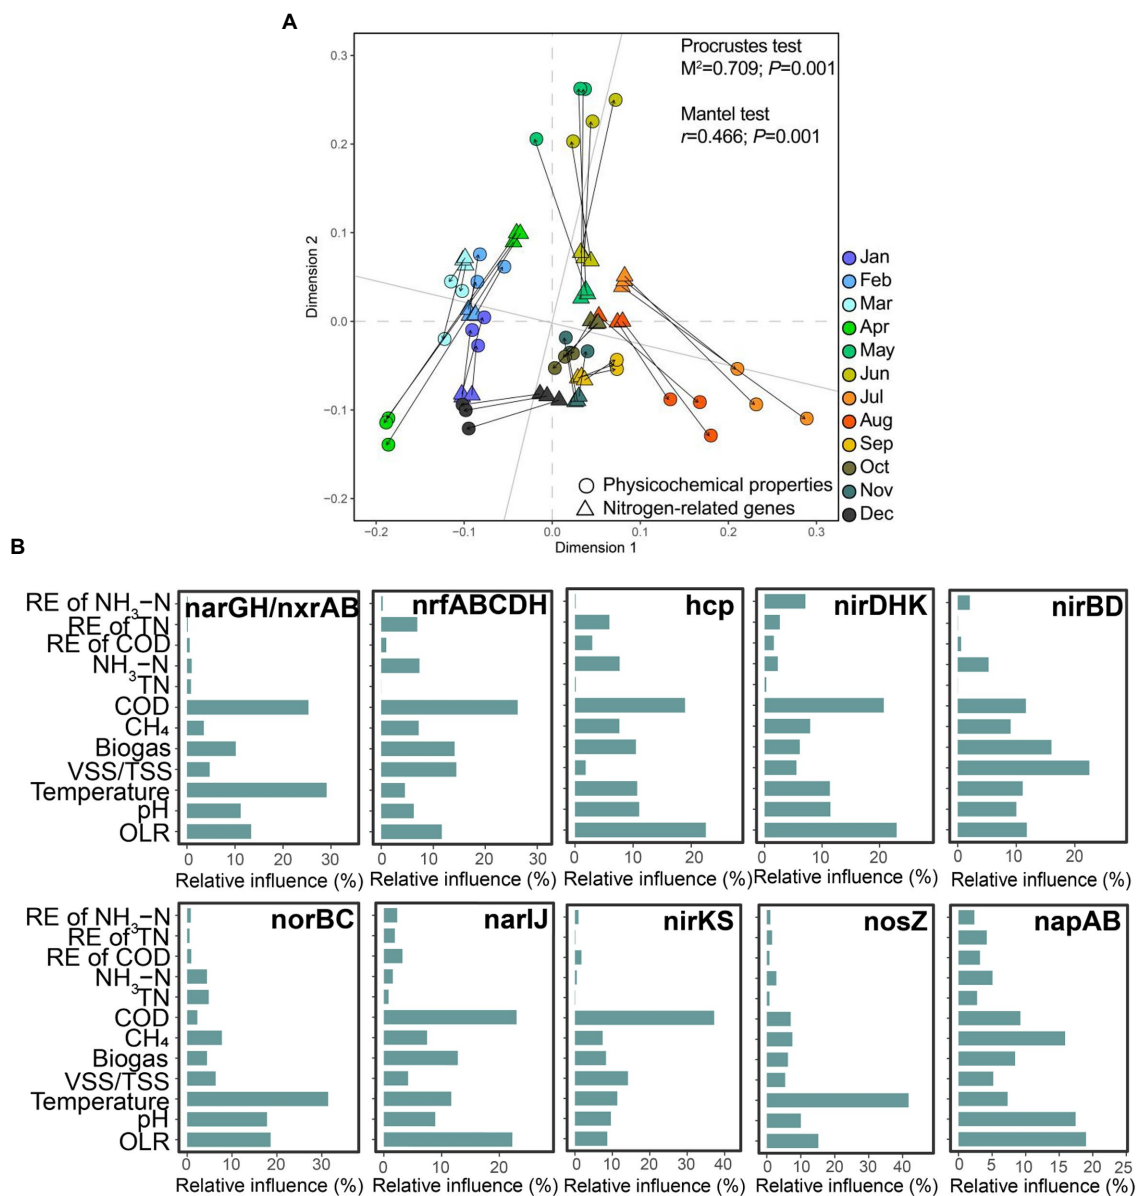 A
Procrustes test
M²=0.709; P=0.001
Mantel test
r=0.466; P=0.001
0.3
0.2
0.1
0.0
−0.1
−0.2
Dimension 2
−0.2 −0.1 0.0 0.1 0.2 0.3
Dimension 1
Physicochemical properties
Nitrogen-related genes
Jan
Feb
Mar
Apr
May
Jun
Jul
Aug
Sep
Oct
Nov
Dec
B
narGH/nxrAB nrfABCDH hcp nirDHK nirBD
RE of NH₃−N
RE of TN
RE of COD
NH₃−N
TN
COD
CH₄
Biogas
VSS/TSS
Temperature
pH
OLR
0 10 20 30 0 10 20 30 0 10 20 0 10 20 0 10 20
Relative influence (%) Relative influence (%) Relative influence (%) Relative influence (%) Relative influence (%)
norBC narIJ nirKS nosZ napAB
RE of NH₃−N
RE of TN
RE of COD
NH₃−N
TN
COD
CH₄
Biogas
VSS/TSS
Temperature
pH
OLR
0 10 20 30 0 10 20 0 10 20 30 40 0 10 20 30 40 0 5 10 15 20 25
Relative influence (%) Relative influence (%) Relative influence (%) Relative influence (%) Relative influence (%)